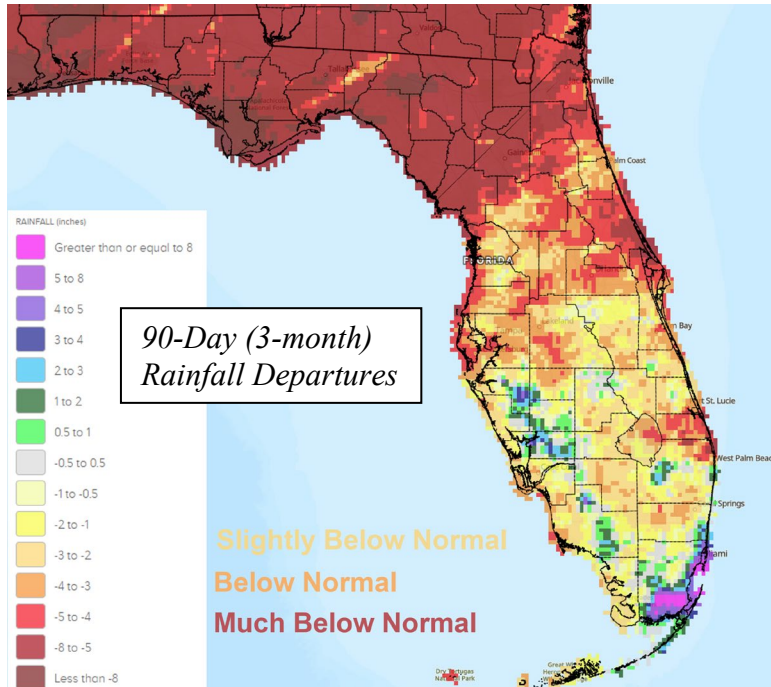 Jacksonville
Palm Coast
FLORIDA
Lakeland
St. Lucie
West Palm Beac
Springs
RAINFALL (inches)
Greater than or equal to 8
5 to 8
4 to 5
3 to 4
2 to 3
1 to 2
0.5 to 1
-0.5 to 0.5
-1 to -0.5
-2 to -1
-3 to -2
-4 to -3
-5 to -4
-8 to -5
Less than -8
90-Day (3-month)
Rainfall Departures
Slightly Below Normal
Below Normal
Much Below Normal
Dry Tortugas
National Park